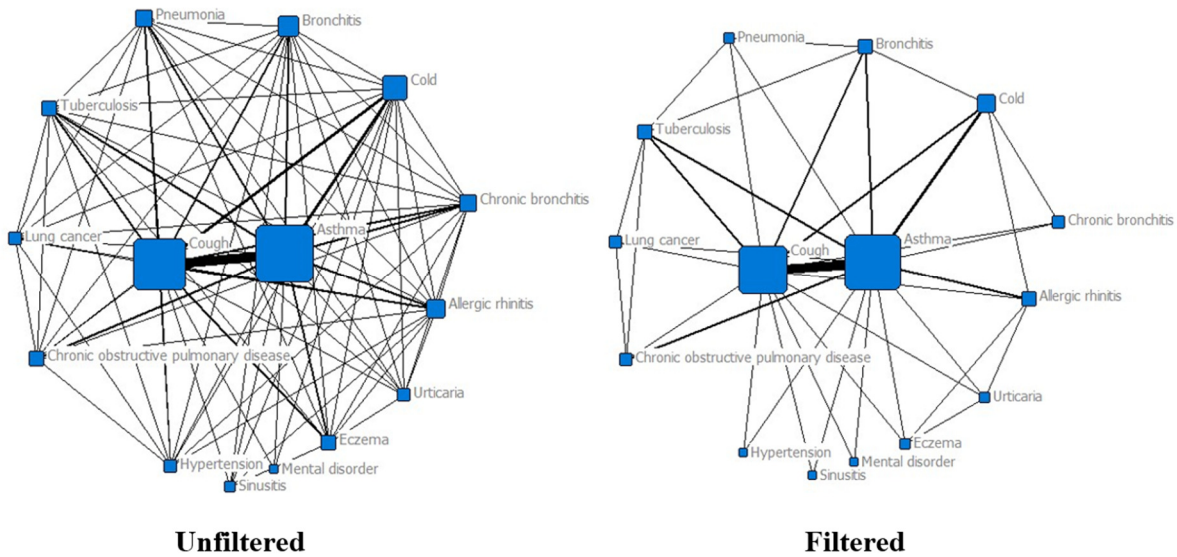 Pneumonia
Bronchitis
Cold
Tuberculosis
Chronic bronchitis
Lung cancer
Cough
Asthma
Allergic rhinitis
Chronic obstructive pulmonary disease
Urticaria
Eczema
Hypertension
Mental disorder
Sinusitis
Unfiltered
Pneumonia
Bronchitis
Cold
Tuberculosis
Chronic bronchitis
Lung cancer
Cough
Asthma
Allergic rhinitis
Chronic obstructive pulmonary disease
Urticaria
Eczema
Hypertension
Mental disorder
Sinusitis
Filtered